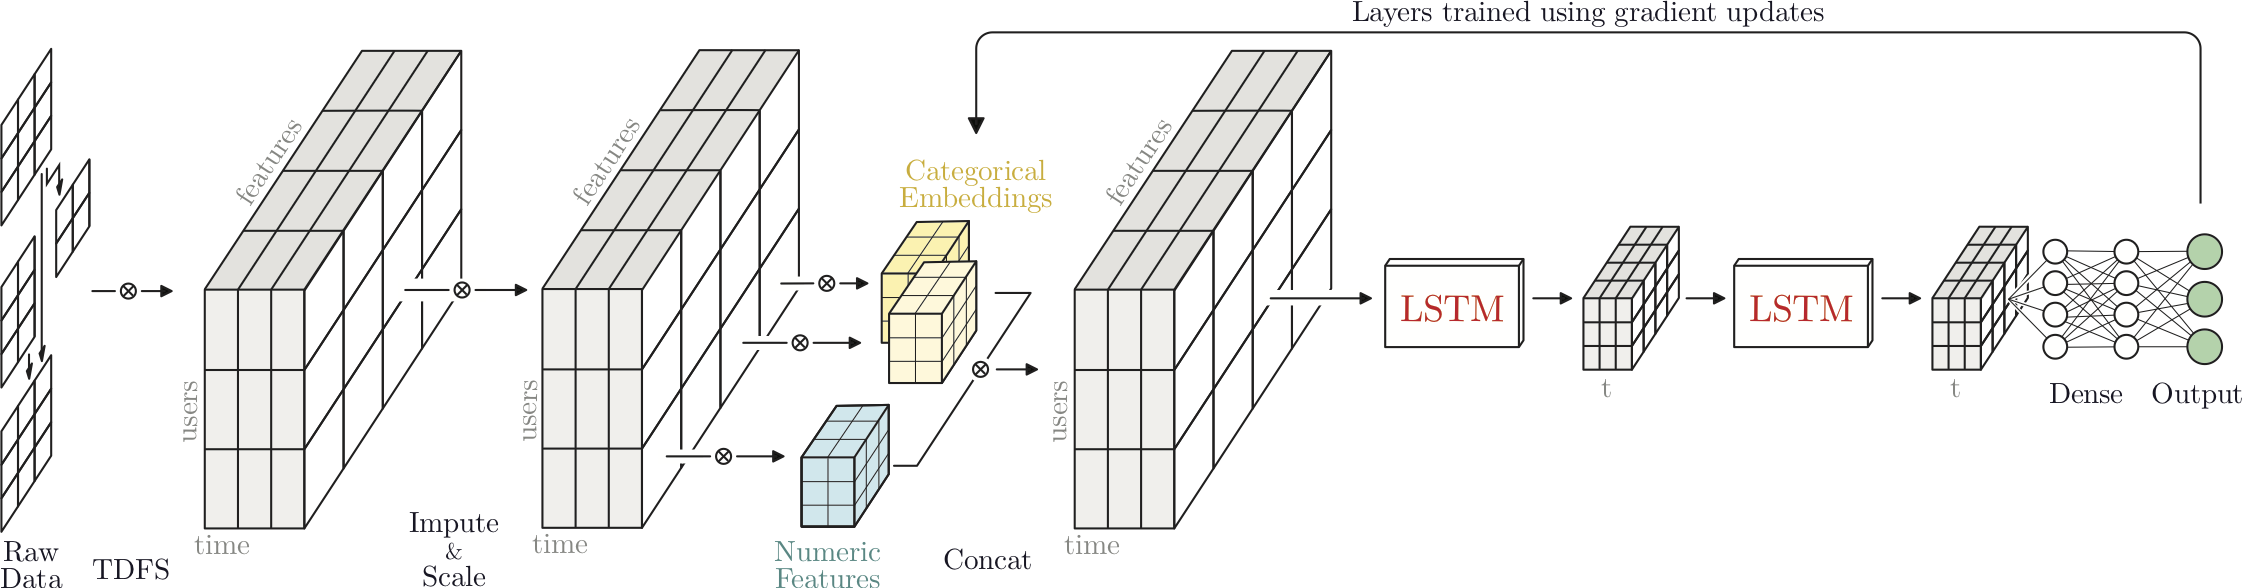 Layers trained using gradient updates
features
features
features
Categorical
Embeddings
LSTM
LSTM
users
users
users
t
t
Dense
Output
time
time
time
Raw
Data
TDFS
Impute
&
Scale
Numeric
Features
Concat